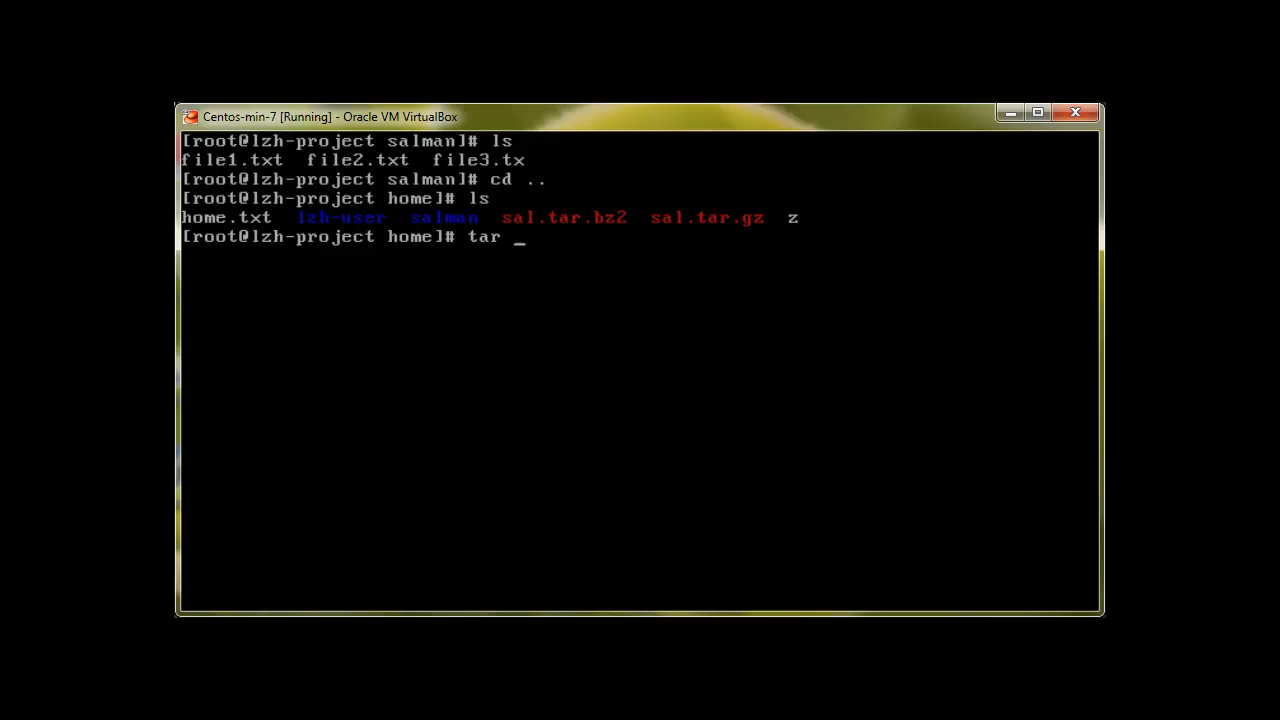 Centos-min-7 [Running] - Oracle VM VirtualBox
[root@lzh-project salman]# ls
file1.txt  file2.txt  file3.tx
[root@lzh-project salman]# cd ..
[root@lzh-project home]# ls
home.txt  lzh-user  salman  sal.tar.bz2  sal.tar.gz  z
[root@lzh-project home]# tar _